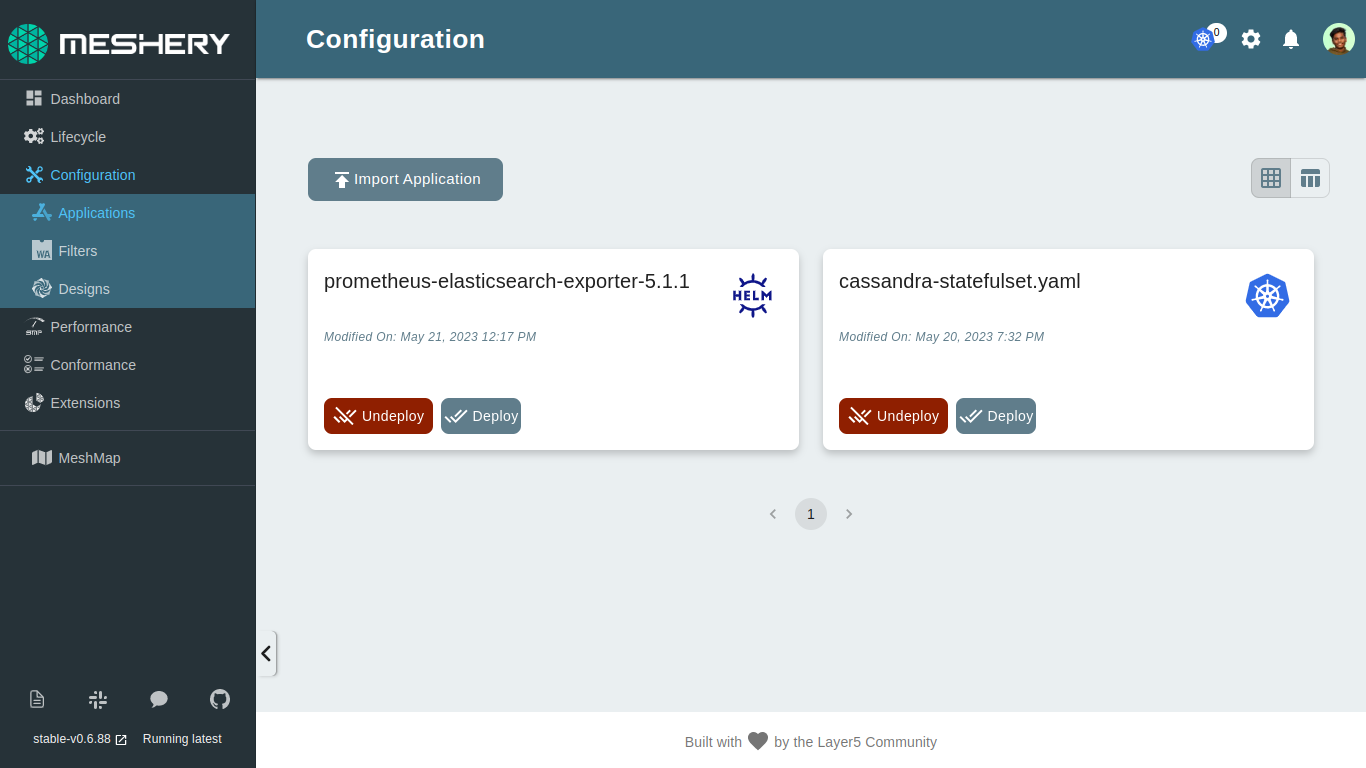 MESHERY
Configuration
0
Dashboard
Lifecycle
Configuration
Applications
WA Filters
Designs
SMP Performance
Conformance
Extensions
MeshMap
Import Application
prometheus-elasticsearch-exporter-5.1.1
HELM
Modified On: May 21, 2023 12:17 PM
Undeploy
Deploy
cassandra-statefulset.yaml
Modified On: May 20, 2023 7:32 PM
Undeploy
Deploy
1
stable-v0.6.88 Running latest
Built with by the Layer5 Community